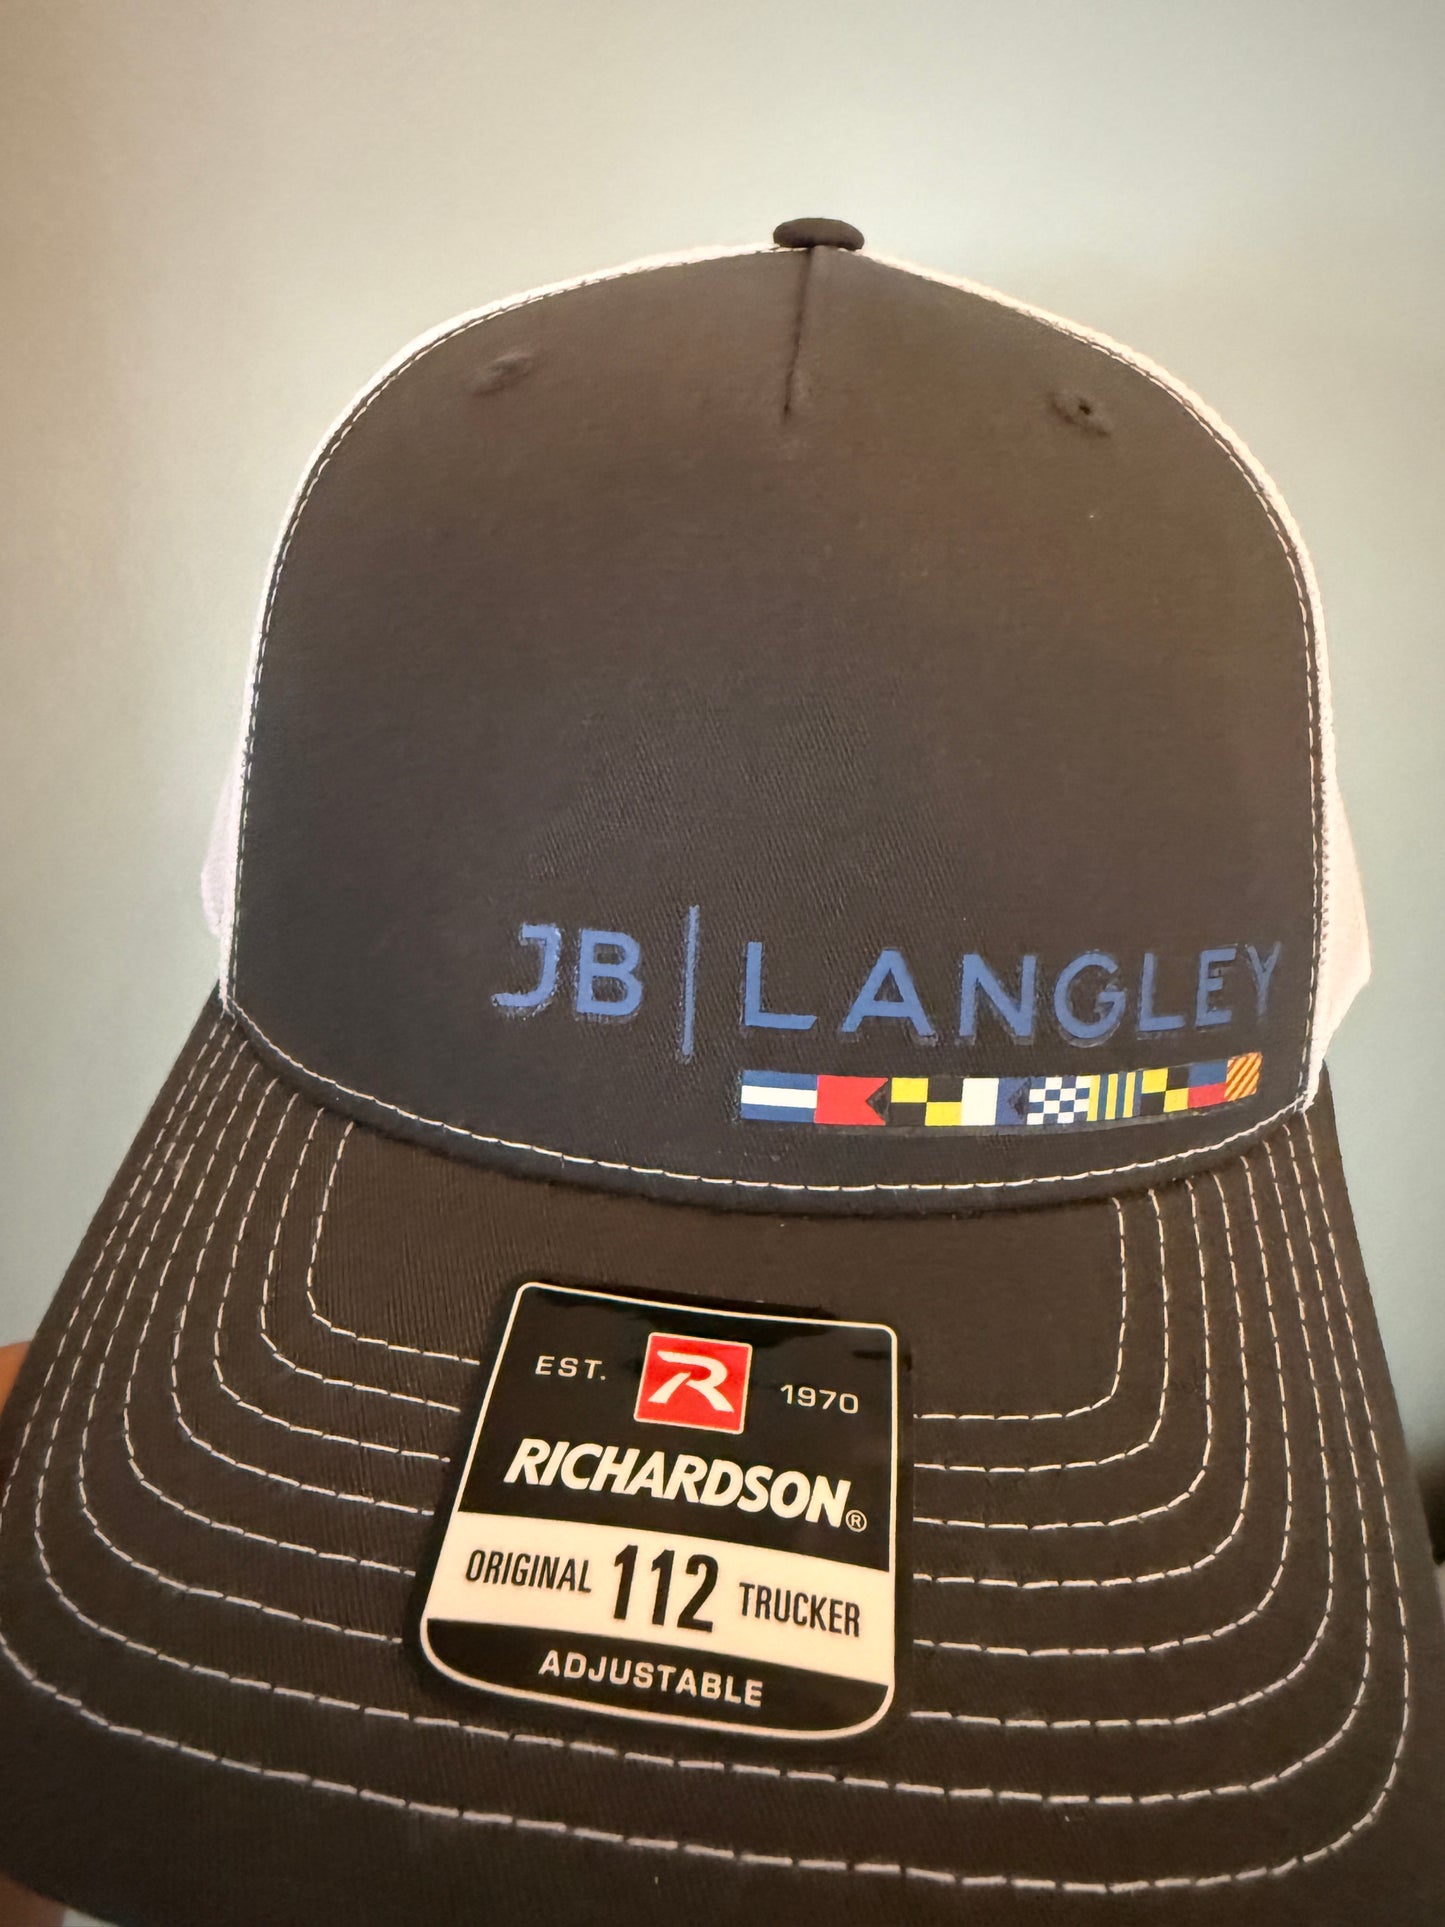 JB | LANGLEY
EST. R 1970
RICHARDSON®
ORIGINAL 112 TRUCKER
ADJUSTABLE